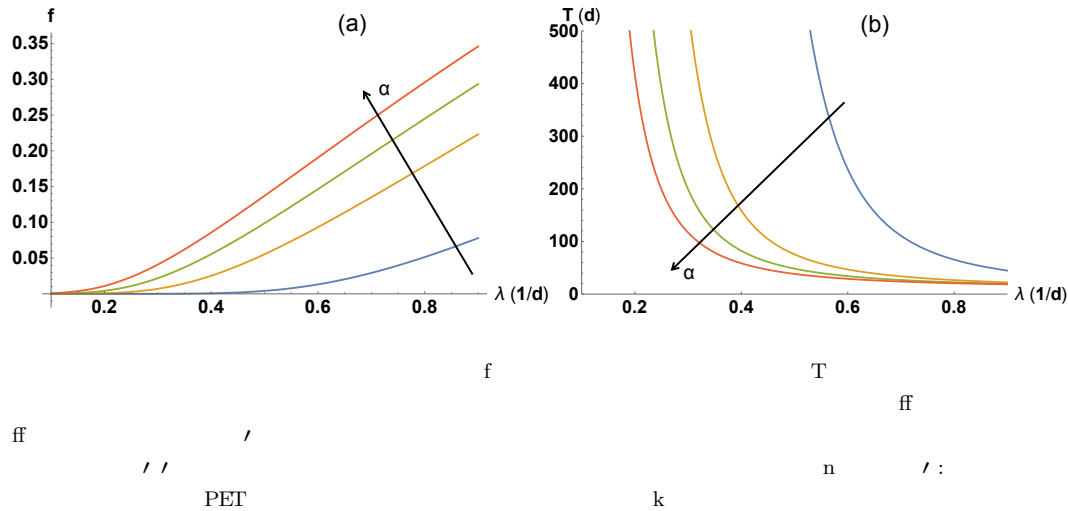 f (a) T (d) (b)
0.35 500
0.30 400
0.25 α
0.20 300
0.15 200
0.10 100
0.05 α
0
0.2 0.4 0.6 0.8 λ (1/d) 0.2 0.4 0.6 0.8 λ (1/d)
f T
ff
ff ′
′ ′ n ′ :
PET k